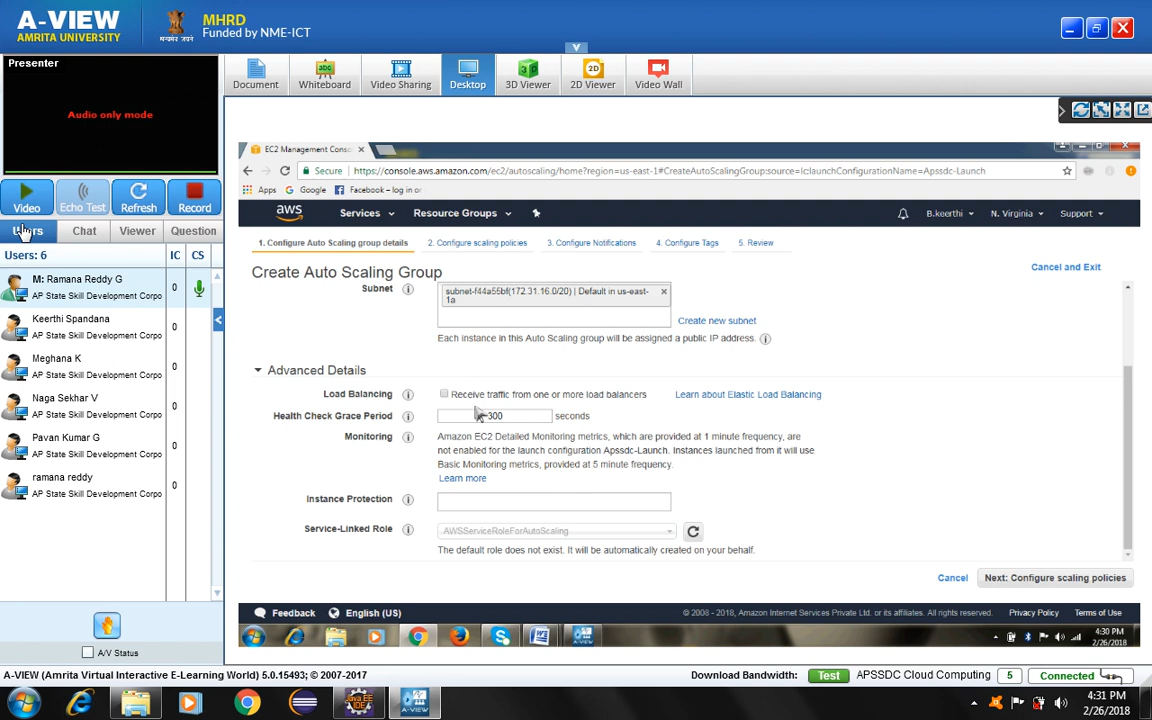 A-VIEW
AMRITA UNIVERSITY
MHRD
Funded by NME-ICT
Presenter
Audio only mode
Document
Whiteboard
Video Sharing
Desktop
3D Viewer
2D Viewer
Video Wall
Video
Echo Test
Refresh
Record
Users
Chat
Viewer
Question
Users: 6
IC
CS
M: Ramana Reddy G
AP State Skill Development Corpo
0
Keerthi Spandana
AP State Skill Development Corpo
0
Meghana K
AP State Skill Development Corpo
0
Naga Sekhar V
AP State Skill Development Corpo
0
Pavan Kumar G
AP State Skill Development Corpo
0
ramana reddy
AP State Skill Development Corpo
0
A/V Status
EC2 Management Conso
Secure
https://console.aws.amazon.com/ec2/autoscaling/home?region=us-east-1#CreateAutoScalingGroup:source=lclaunchConfigurationName=Apssdc-Launch
Apps
Google
Facebook – log in or
aws
Services
Resource Groups
B.keerthi
N. Virginia
Support
1. Configure Auto Scaling group details
2. Configure scaling policies
3. Configure Notifications
4. Configure Tags
5. Review
Create Auto Scaling Group
Cancel and Exit
Subnet
subnet-f44a55bf(172.31.16.0/20) | Default in us-east-
1a
Create new subnet
Each instance in this Auto Scaling group will be assigned a public IP address.
Advanced Details
Load Balancing
Receive traffic from one or more load balancers
Learn about Elastic Load Balancing
Health Check Grace Period
300
seconds
Monitoring
Amazon EC2 Detailed Monitoring metrics, which are provided at 1 minute frequency, are
not enabled for the launch configuration Apssdc-Launch. Instances launched from it will use
Basic Monitoring metrics, provided at 5 minute frequency.
Learn more
Instance Protection
Service-Linked Role
AWSServiceRoleForAutoScaling
The default role does not exist. It will be automatically created on your behalf.
Cancel
Next: Configure scaling policies
Feedback
English (US)
© 2008 - 2018, Amazon Internet Services Private Ltd. or its affiliates. All rights reserved.
Privacy Policy
Terms of Use
4:30 PM
2/26/2018
A-VIEW (Amrita Virtual Interactive E-Learning World) 5.0.15493; © 2007-2017
Download Bandwidth:
Test
APSSDC Cloud Computing
5
Connected
4:31 PM
2/26/2018